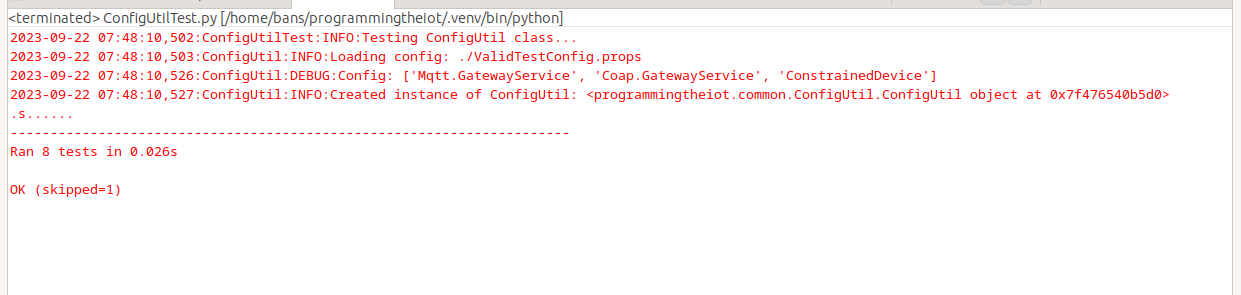 <terminated> ConfigUtilTest.py [/home/bans/programmingtheiot/.venv/bin/python]
2023-09-22 07:48:10,502:ConfigUtilTest:INFO:Testing ConfigUtil class...
2023-09-22 07:48:10,503:ConfigUtil:INFO:Loading config: ./ValidTestConfig.props
2023-09-22 07:48:10,526:ConfigUtil:DEBUG:Config: ['Mqtt.GatewayService', 'Coap.GatewayService', 'ConstrainedDevice']
2023-09-22 07:48:10,527:ConfigUtil:INFO:Created instance of ConfigUtil: <programmingtheiot.common.ConfigUtil.ConfigUtil object at 0x7f476540b5d0>
.s......
----------------------------------------------------------------------
Ran 8 tests in 0.026s
OK (skipped=1)